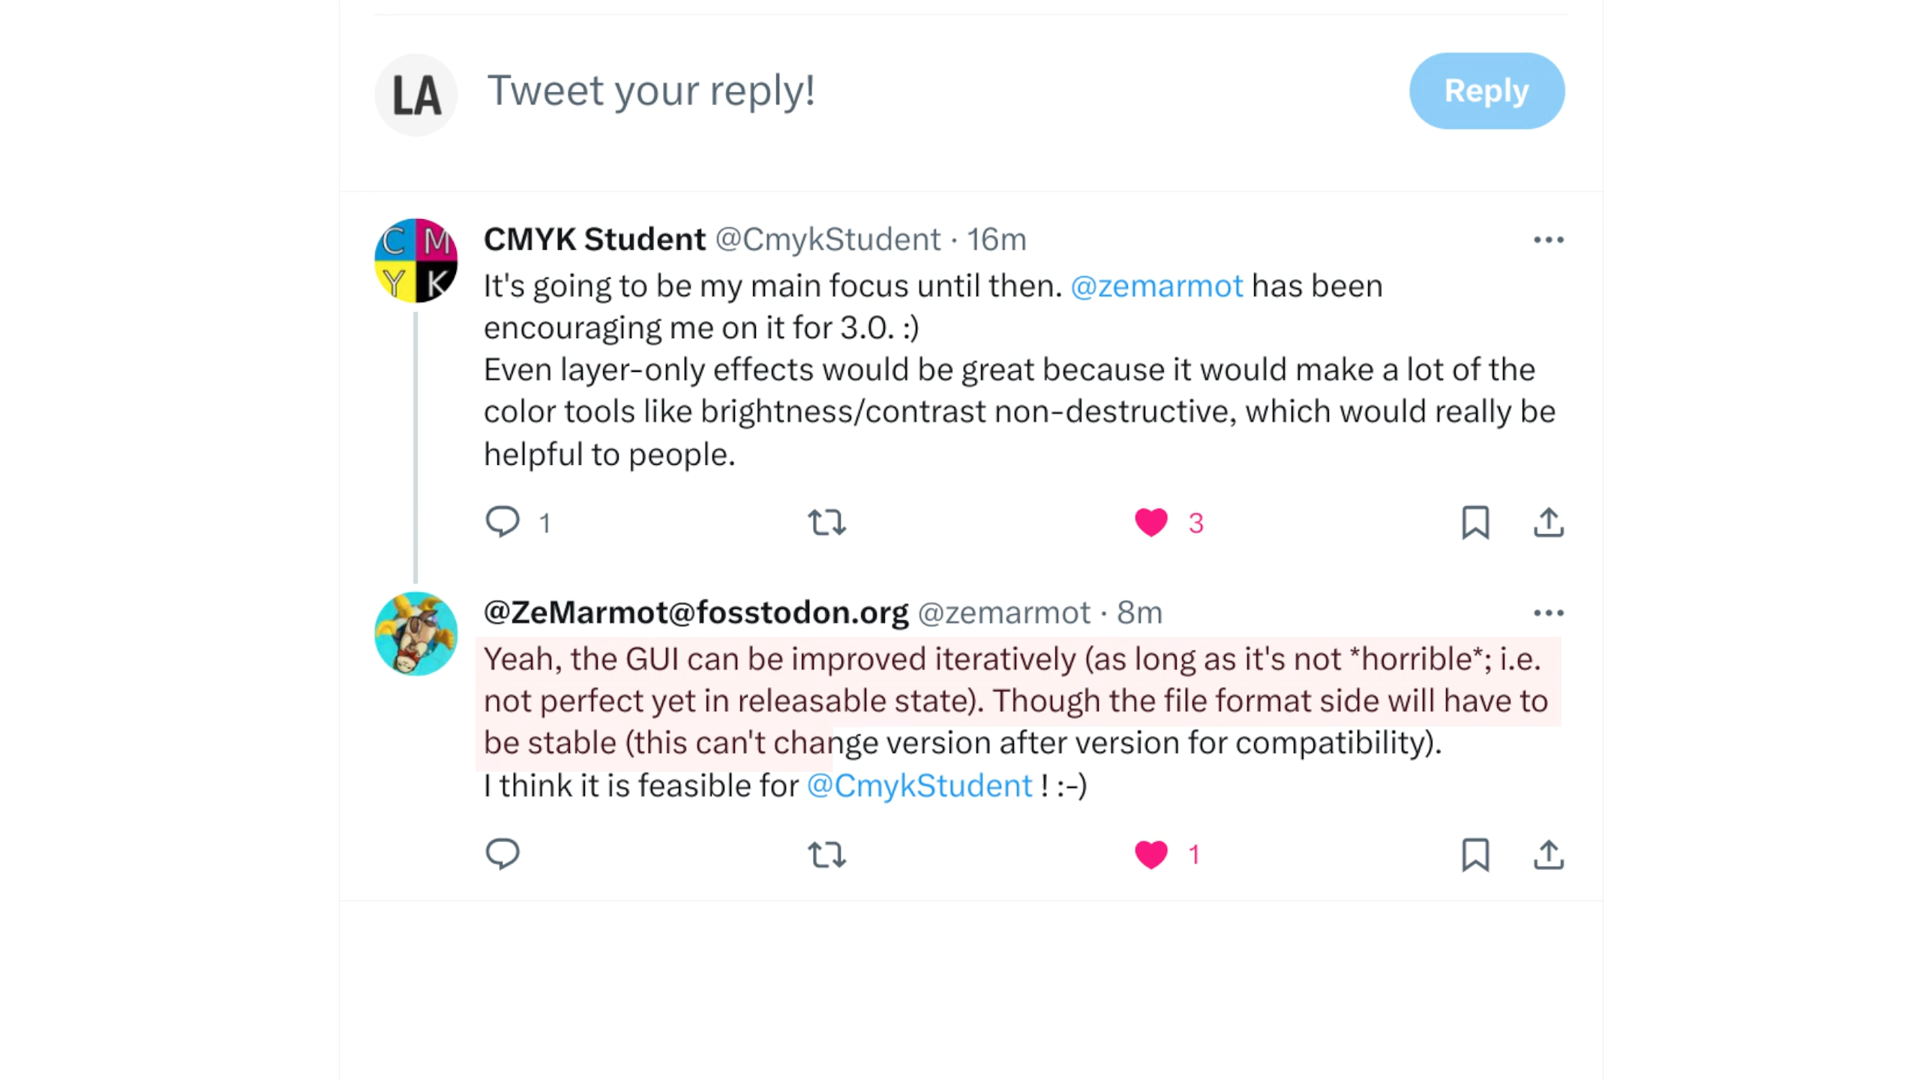 LA
Tweet your reply!
Reply
C M
Y K
CMYK Student @CmykStudent · 16m
It's going to be my main focus until then. @zemarmot has been
encouraging me on it for 3.0. :)
Even layer-only effects would be great because it would make a lot of the
color tools like brightness/contrast non-destructive, which would really be
helpful to people.
1
3
@ZeMarmot@fosstodon.org @zemarmot · 8m
Yeah, the GUI can be improved iteratively (as long as it's not *horrible*; i.e.
not perfect yet in releasable state). Though the file format side will have to
be stable (this can't change version after version for compatibility).
I think it is feasible for @CmykStudent ! :-)
1